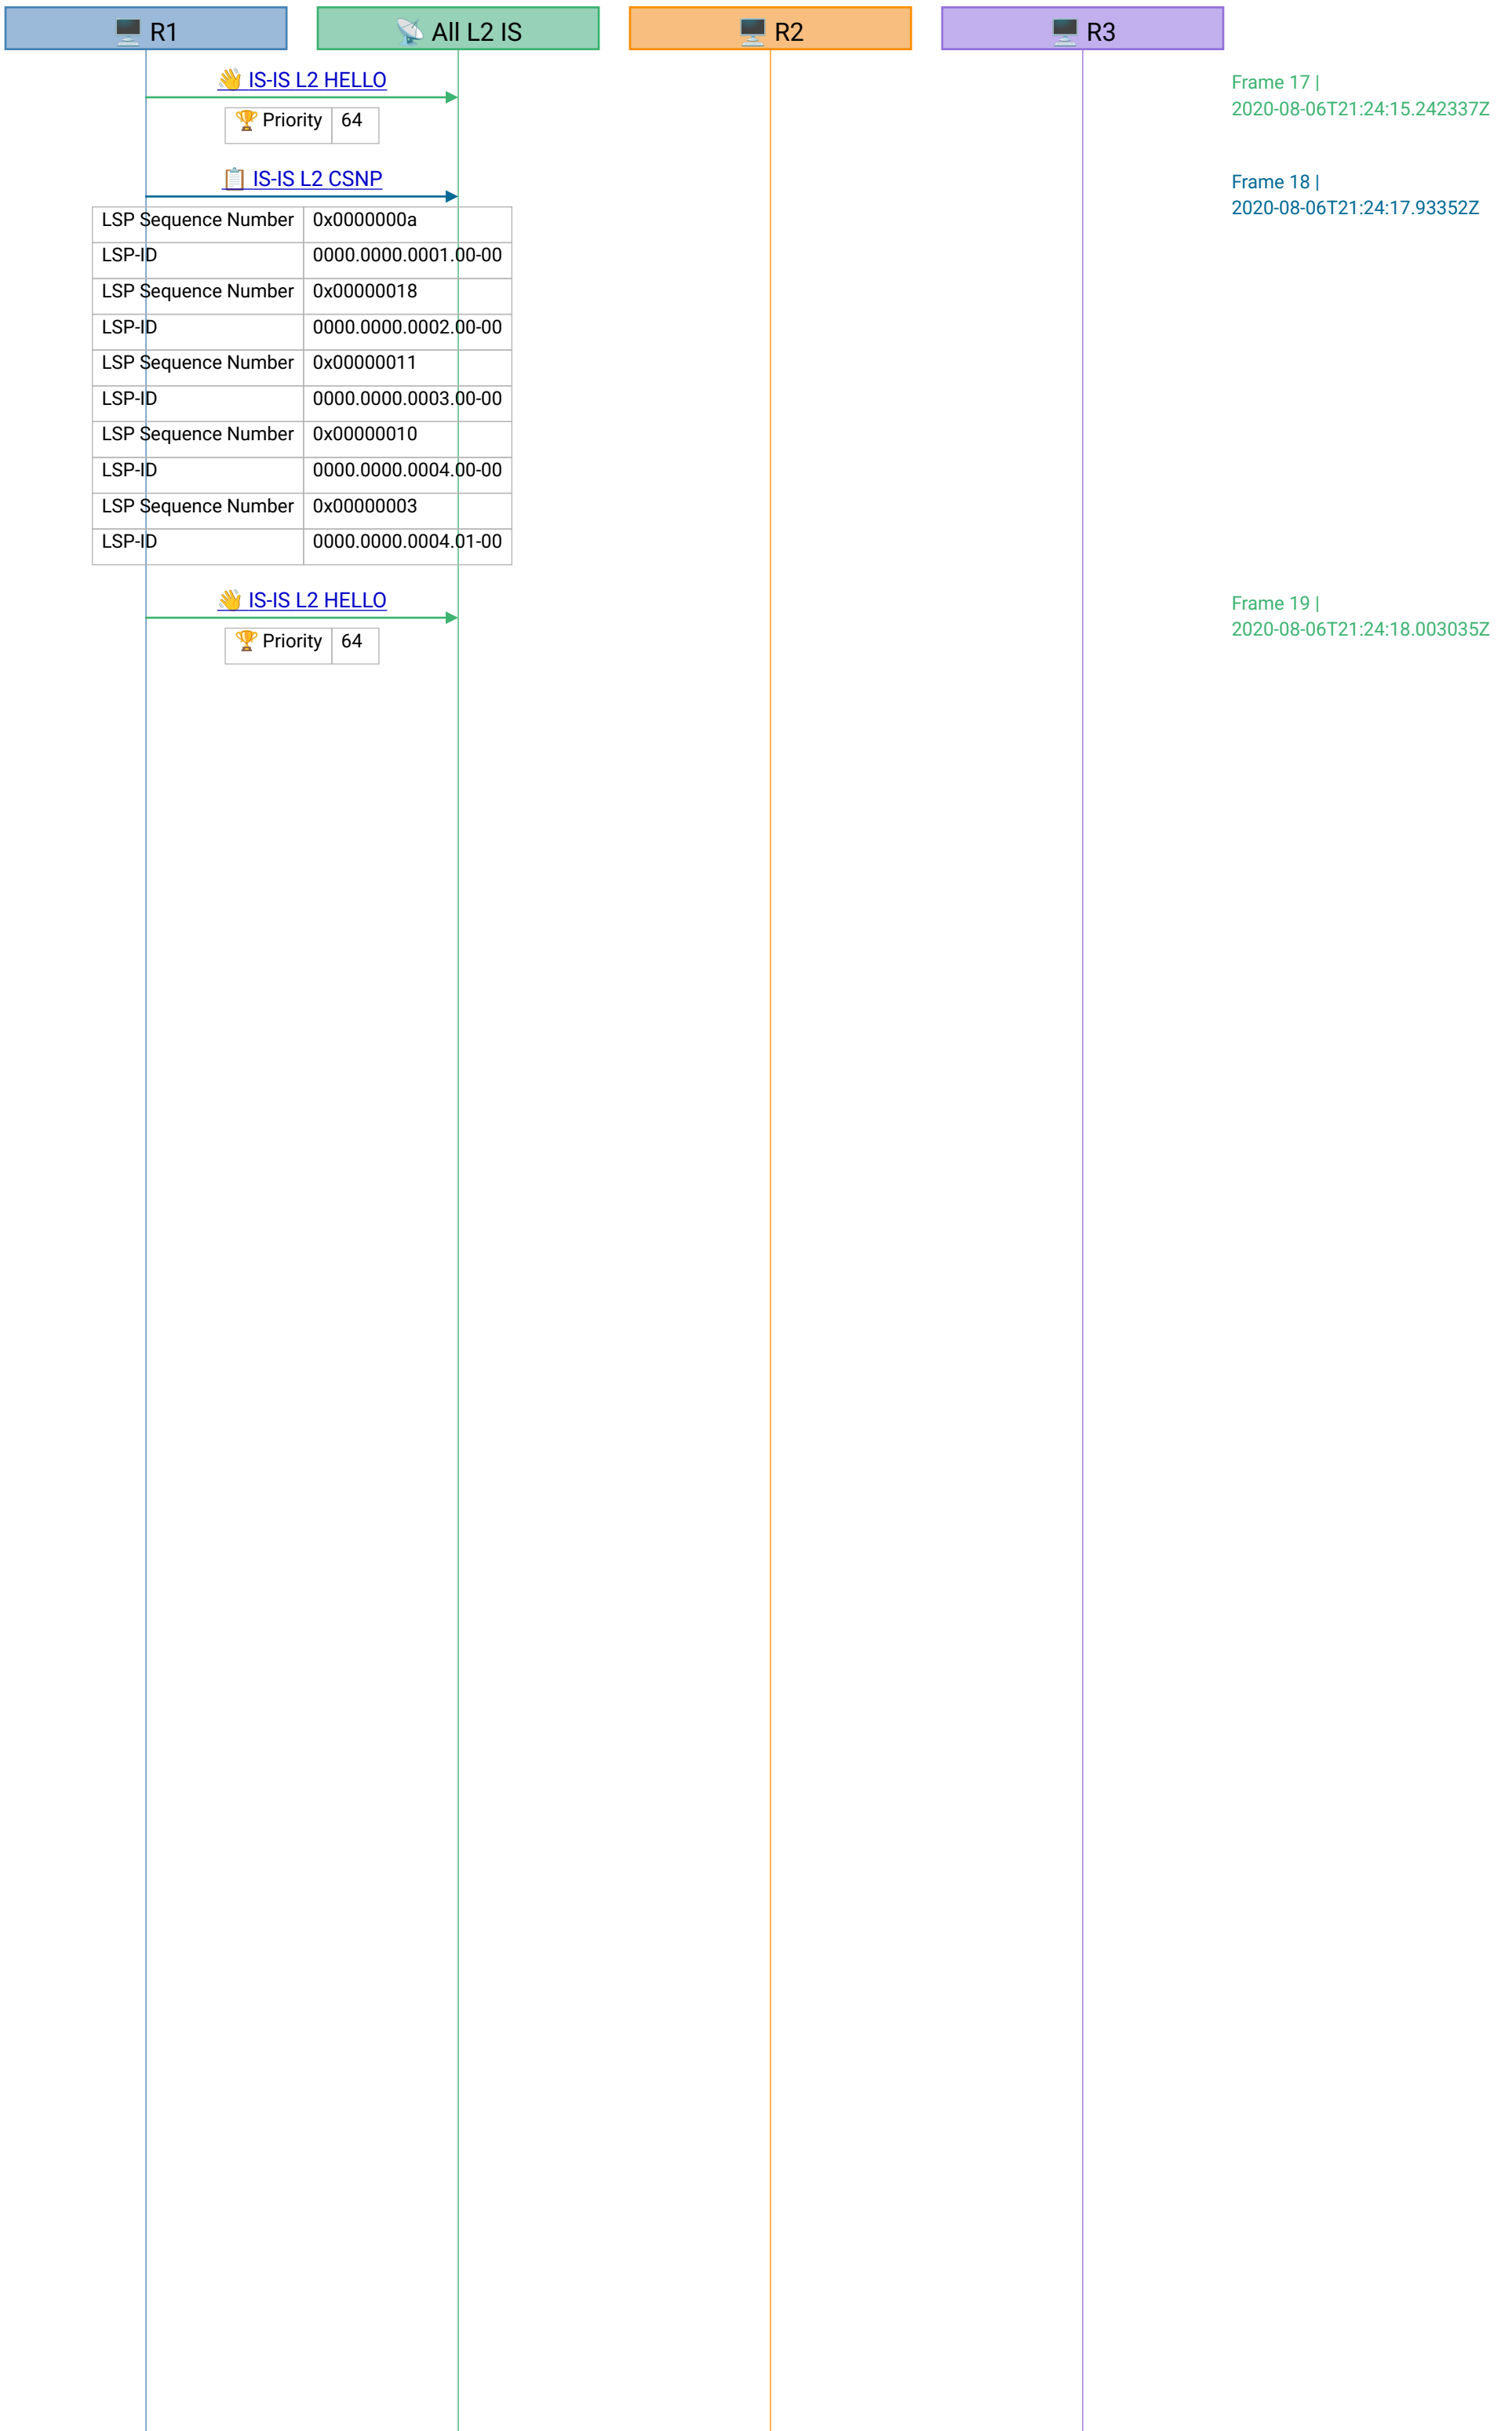 🖥️ R1
📡 All L2 IS
🖥️ R2
🖥️ R3
👋 IS-IS L2 HELLO
Frame 17 |
2020-08-06T21:24:15.242337Z
🏆 Priority 64
📋 IS-IS L2 CSNP
Frame 18 |
2020-08-06T21:24:17.93352Z
LSP Sequence Number 0x0000000a
LSP-ID 0000.0000.0001.00-00
LSP Sequence Number 0x00000018
LSP-ID 0000.0000.0002.00-00
LSP Sequence Number 0x00000011
LSP-ID 0000.0000.0003.00-00
LSP Sequence Number 0x00000010
LSP-ID 0000.0000.0004.00-00
LSP Sequence Number 0x00000003
LSP-ID 0000.0000.0004.01-00
👋 IS-IS L2 HELLO
Frame 19 |
2020-08-06T21:24:18.003035Z
🏆 Priority 64